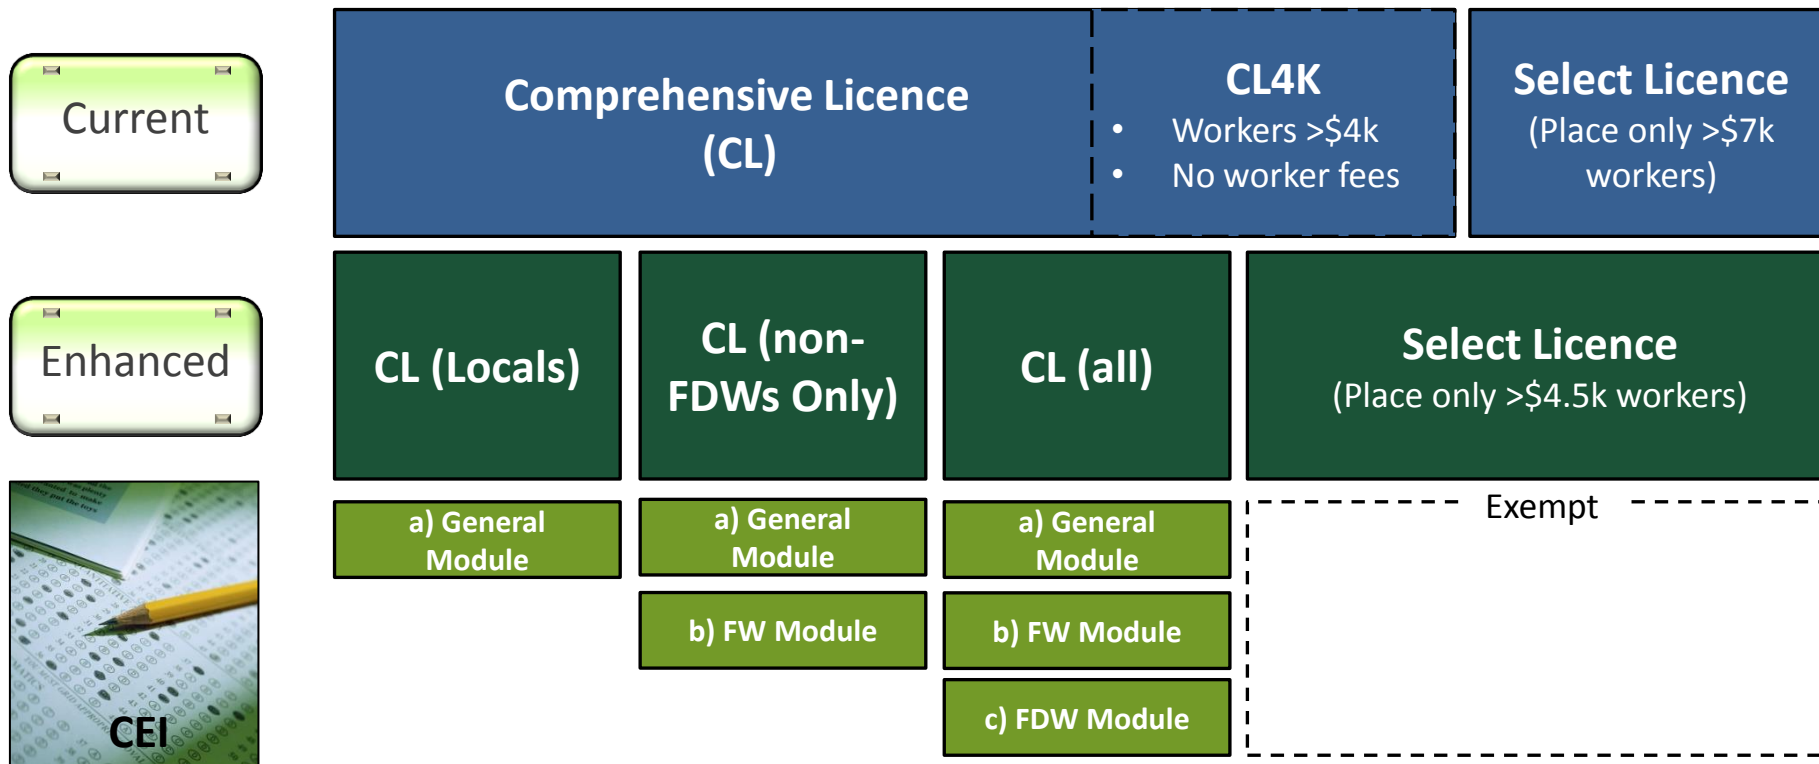 Current
Comprehensive Licence
(CL)
CL4K
• Workers >$4k
• No worker fees
Select Licence
(Place only >$7k
workers)
Enhanced
CL (Locals)
CL (non-
FDWs Only)
CL (all)
Select Licence
(Place only >$4.5k workers)
CEI
a) General
Module
a) General
Module
b) FW Module
a) General
Module
b) FW Module
c) FDW Module
Exempt